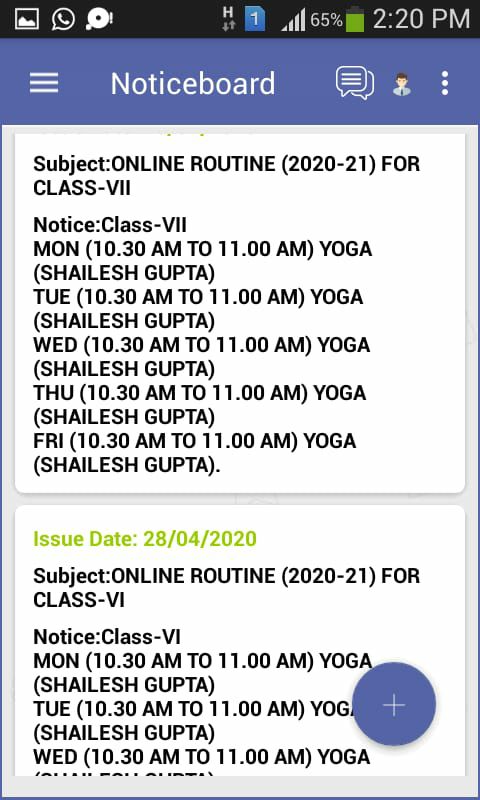 H
1
65%
2:20 PM
Noticeboard
Subject:ONLINE ROUTINE (2020-21) FOR
CLASS-VII
Notice:Class-VII
MON (10.30 AM TO 11.00 AM) YOGA
(SHAILESH GUPTA)
TUE (10.30 AM TO 11.00 AM) YOGA
(SHAILESH GUPTA)
WED (10.30 AM TO 11.00 AM) YOGA
(SHAILESH GUPTA)
THU (10.30 AM TO 11.00 AM) YOGA
(SHAILESH GUPTA)
FRI (10.30 AM TO 11.00 AM) YOGA
(SHAILESH GUPTA).
Issue Date: 28/04/2020
Subject:ONLINE ROUTINE (2020-21) FOR
CLASS-VI
Notice:Class-VI
MON (10.30 AM TO 11.00 AM) YOGA
(SHAILESH GUPTA)
TUE (10.30 AM TO 11.00 AM) YOGA
(SHAILESH GUPTA)
WED (10.30 AM TO 11.00 AM) YOGA